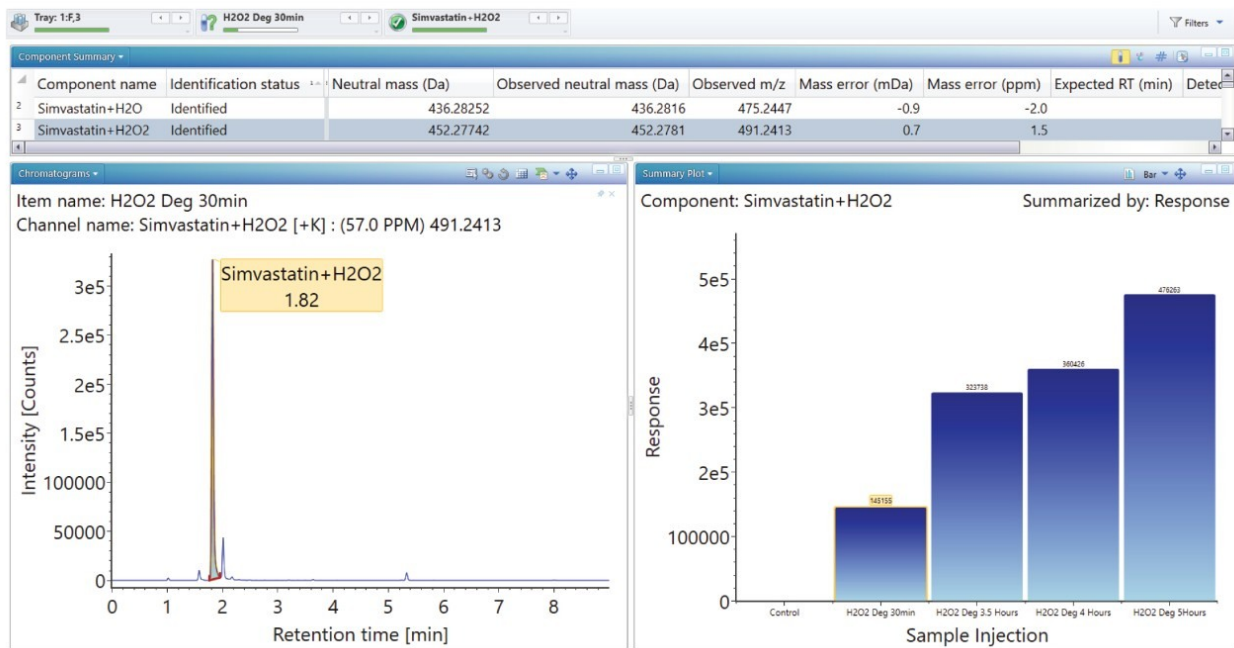 Tray: 1:F,3
H2O2 Deg 30min
Simvastatin+H2O2
Filters
Component Summary
Component name Identification status 1 Neutral mass (Da) Observed neutral mass (Da) Observed m/z Mass error (mDa) Mass error (ppm) Expected RT (min) Detec
2 Simvastatin+H2O Identified 436.28252 436.2816 475.2447 -0.9 -2.0
3 Simvastatin+H2O2 Identified 452.27742 452.2781 491.2413 0.7 1.5
Chromatograms
Item name: H2O2 Deg 30min
Channel name: Simvastatin+H2O2 [+K] : (57.0 PPM) 491.2413
Simvastatin+H2O2
1.82
Intensity [Counts]
3e5
2.5e5
2e5
1.5e5
100000
50000
0
0 1 2 3 4 5 6 7 8
Retention time [min]
Summary Plot
Bar
Component: Simvastatin+H2O2 Summarized by: Response
Response
5e5
4e5
3e5
2e5
100000
0
145155
323738
360426
476263
Control H2O2 Deg 30min H2O2 Deg 3.5 Hours H2O2 Deg 4 Hours H2O2 Deg 5Hours
Sample Injection